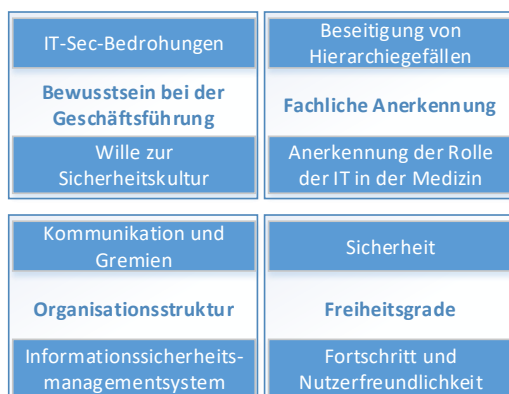 IT-Sec-Bedrohungen
Bewusstsein bei der
Geschäftsführung
Wille zur
Sicherheitskultur
Beseitigung von
Hierarchiegefällen
Fachliche Anerkennung
Anerkennung der Rolle
der IT in der Medizin
Kommunikation und
Gremien
Organisationsstruktur
Informationssicherheits-
managementsystem
Sicherheit
Freiheitsgrade
Fortschritt und
Nutzerfreundlichkeit